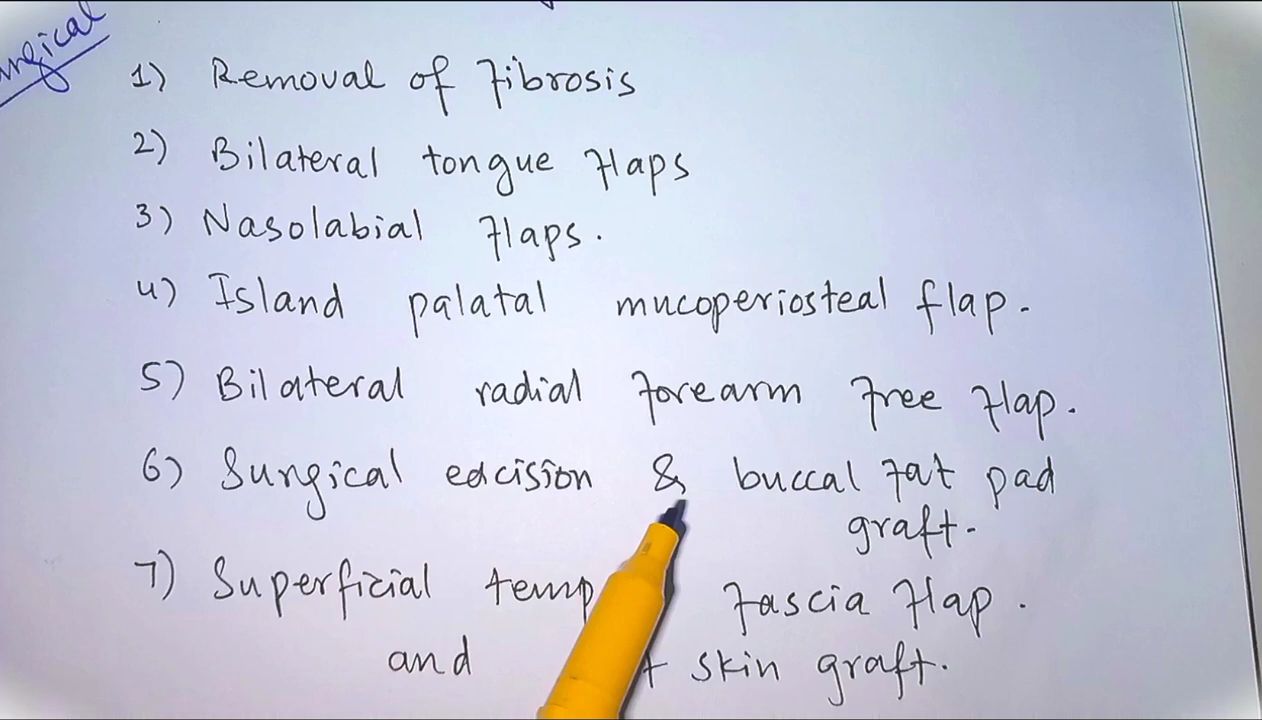 1) Removal of fibrosis
2) Bilateral tongue flaps
3) Nasolabial flaps.
4) Island palatal mucoperiosteal flap.
5) Bilateral radial forearm free flap.
6) Surgical excision & buccal fat pad
graft.
7) Superficial temp fascia flap.
and skin graft.